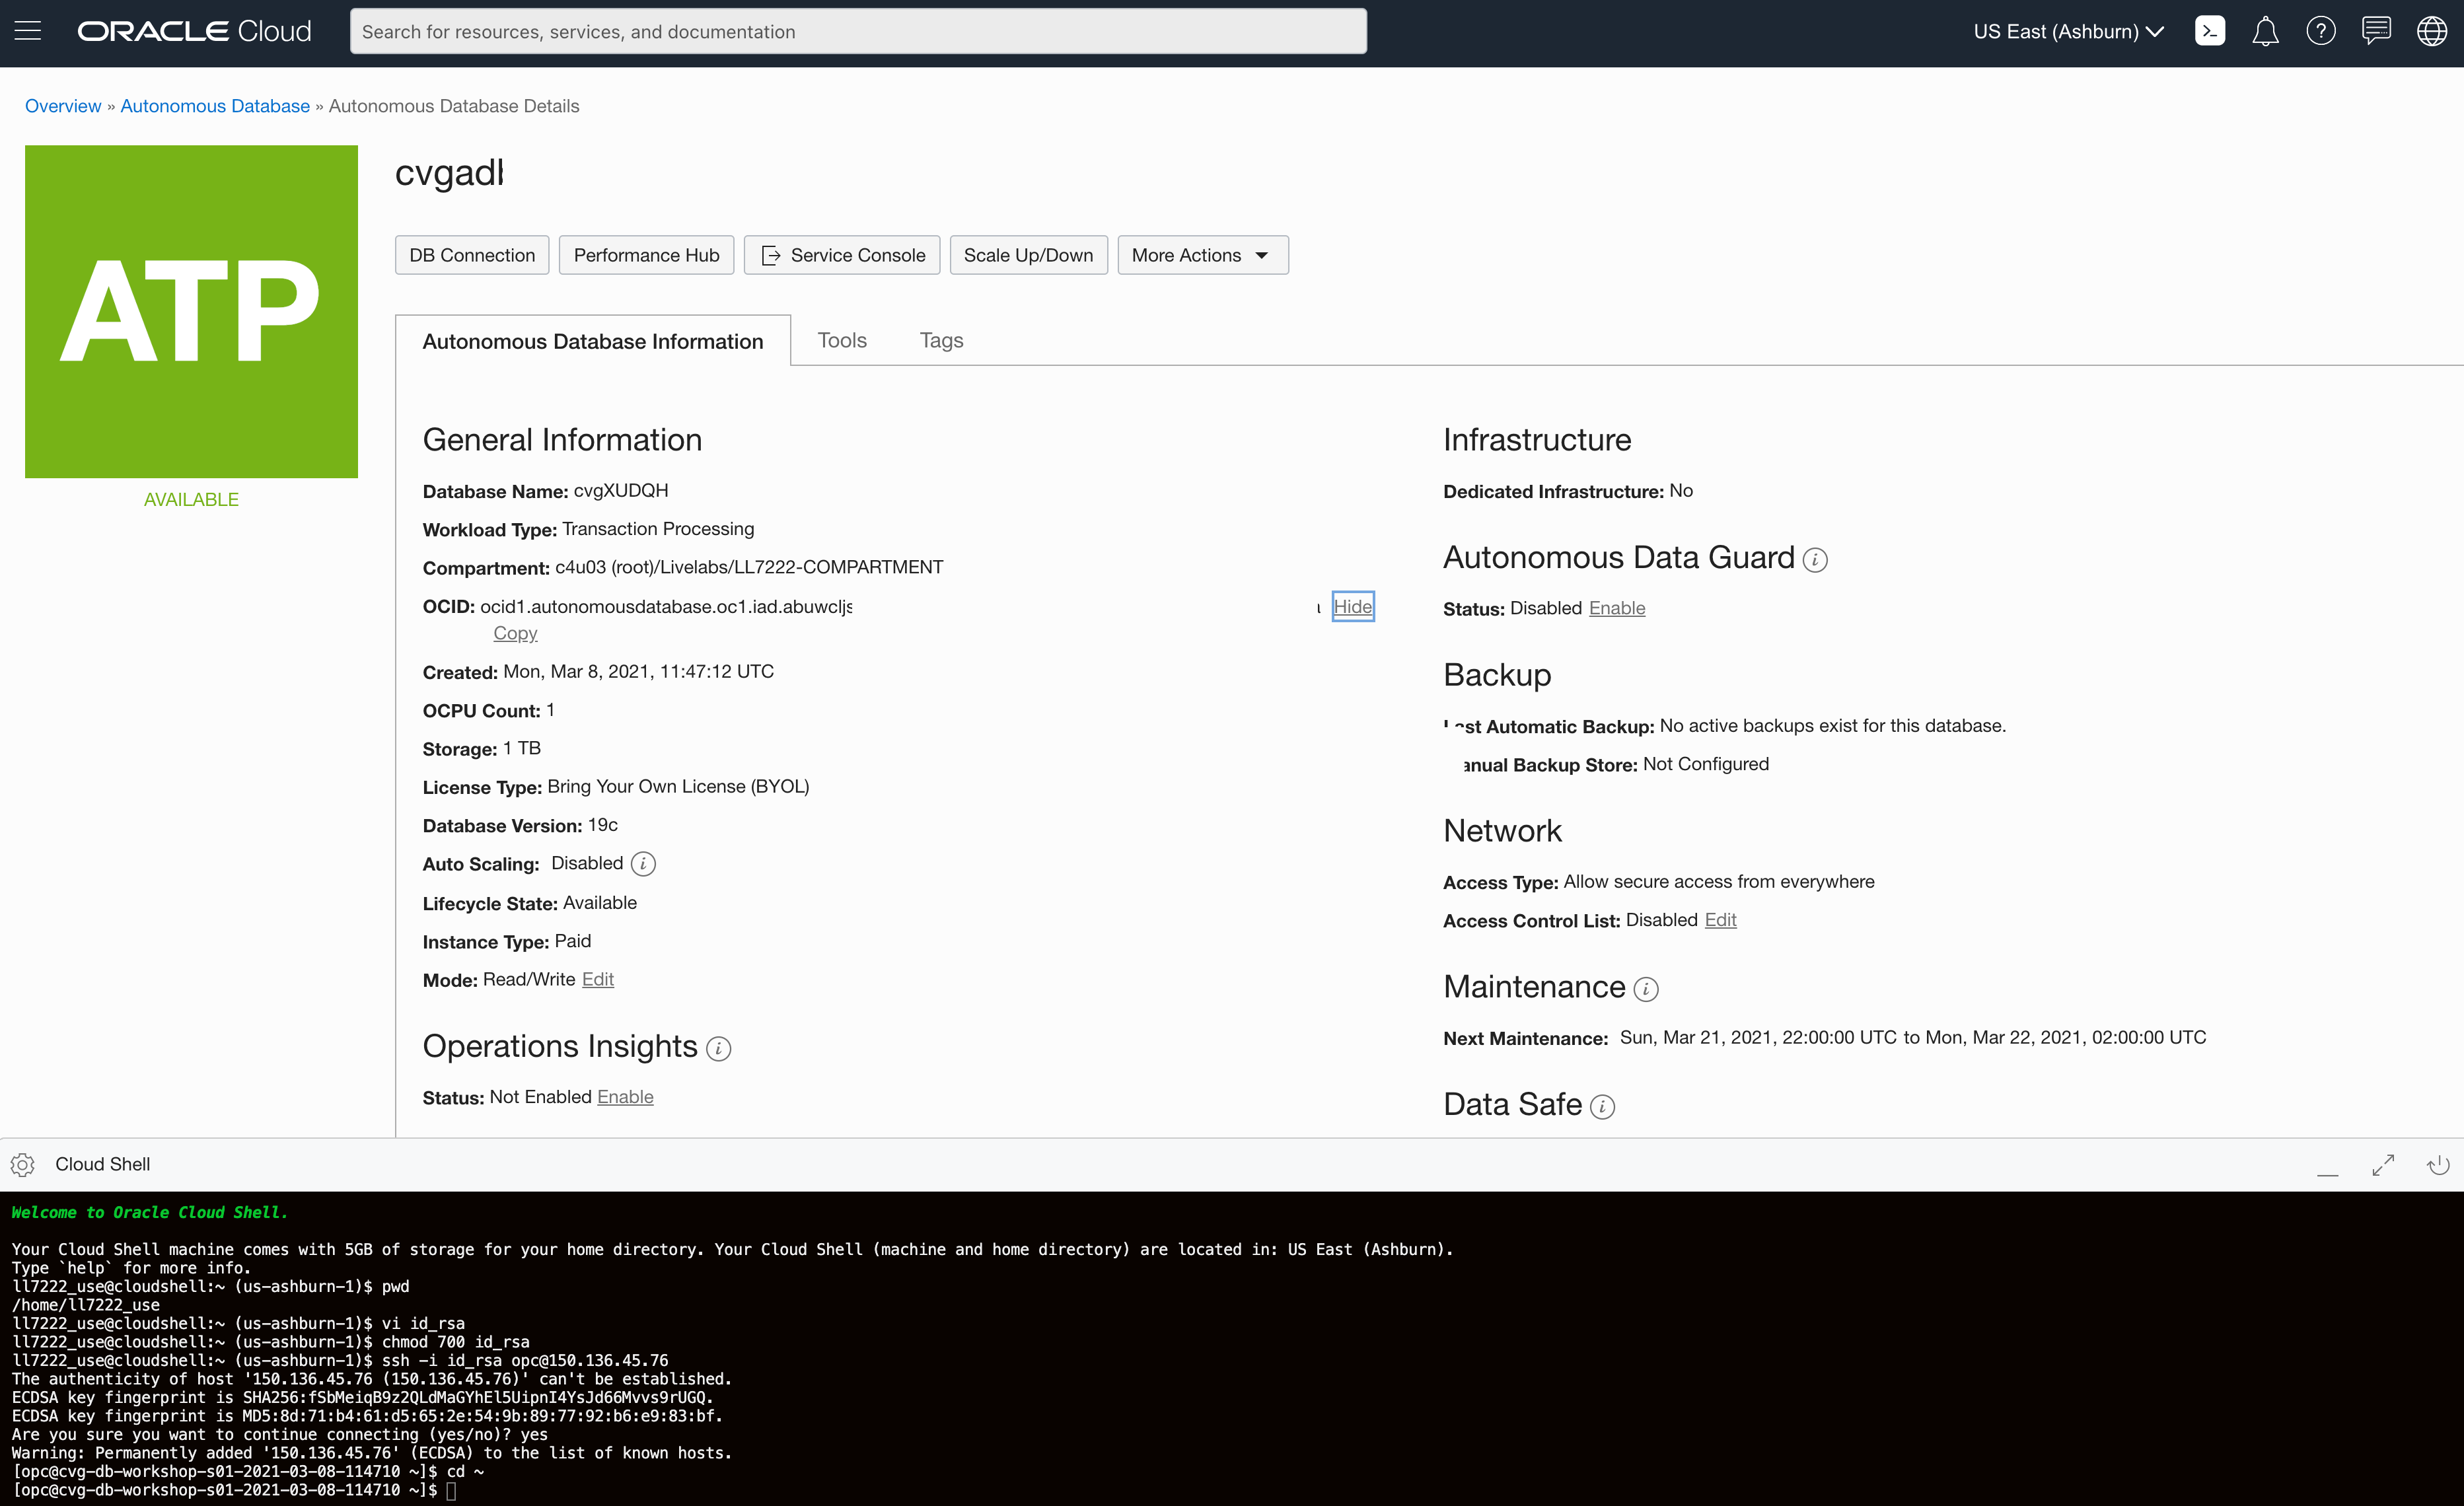 ORACLE Cloud
Search for resources, services, and documentation
US East (Ashburn)
Overview » Autonomous Database » Autonomous Database Details
ATP
AVAILABLE
DB Connection
Performance Hub
Service Console
Scale Up/Down
More Actions
Autonomous Database Information
Tools
Tags
General Information
Database Name: cvgXUDQH
Workload Type: Transaction Processing
Compartment: c4u03 (root)/Livelabs/LL7222-COMPARTMENT
OCID: ocid1.autonomousdatabase.oc1.iad.abuwcljs Hide
Copy
Created: Mon, Mar 8, 2021, 11:47:12 UTC
OCPU Count: 1
Storage: 1 TB
License Type: Bring Your Own License (BYOL)
Database Version: 19c
Auto Scaling: Disabled
Lifecycle State: Available
Instance Type: Paid
Mode: Read/Write Edit
Operations Insights
Status: Not Enabled Enable
Infrastructure
Dedicated Infrastructure: No
Autonomous Data Guard
Status: Disabled Enable
Backup
Automatic Backup: No active backups exist for this database.
Backup Store: Not Configured
Network
Access Type: Allow secure access from everywhere
Access Control List: Disabled Edit
Maintenance
Next Maintenance: Sun, Mar 21, 2021, 22:00:00 UTC to Mon, Mar 22, 2021, 02:00:00 UTC
Data Safe
Cloud Shell
Welcome to Oracle Cloud Shell.
Your Cloud Shell machine comes with 5GB of storage for your home directory. Your Cloud Shell (machine and home directory) are located in: US East (Ashburn).
Type `help` for more info.
ll7222_use@cloudshell:~ (us-ashburn-1)$ pwd
/home/ll7222_use
ll7222_use@cloudshell:~ (us-ashburn-1)$ vi id_rsa
ll7222_use@cloudshell:~ (us-ashburn-1)$ chmod 700 id_rsa
ll7222_use@cloudshell:~ (us-ashburn-1)$ ssh -i id_rsa opc@150.136.45.76
The authenticity of host '150.136.45.76 (150.136.45.76)' can't be established.
ECDSA key fingerprint is SHA256:fSbMeiqB9z2QLdMaGYhEl5UipnI4YsJd66Mvvs9rUGQ.
ECDSA key fingerprint is MD5:8d:71:b4:61:d5:65:2e:54:9b:89:77:92:b6:e9:83:bf.
Are you sure you want to continue connecting (yes/no)? yes
Warning: Permanently added '150.136.45.76' (ECDSA) to the list of known hosts.
[opc@cvg-db-workshop-s01-2021-03-08-114710 ~]$ cd ~
[opc@cvg-db-workshop-s01-2021-03-08-114710 ~]$